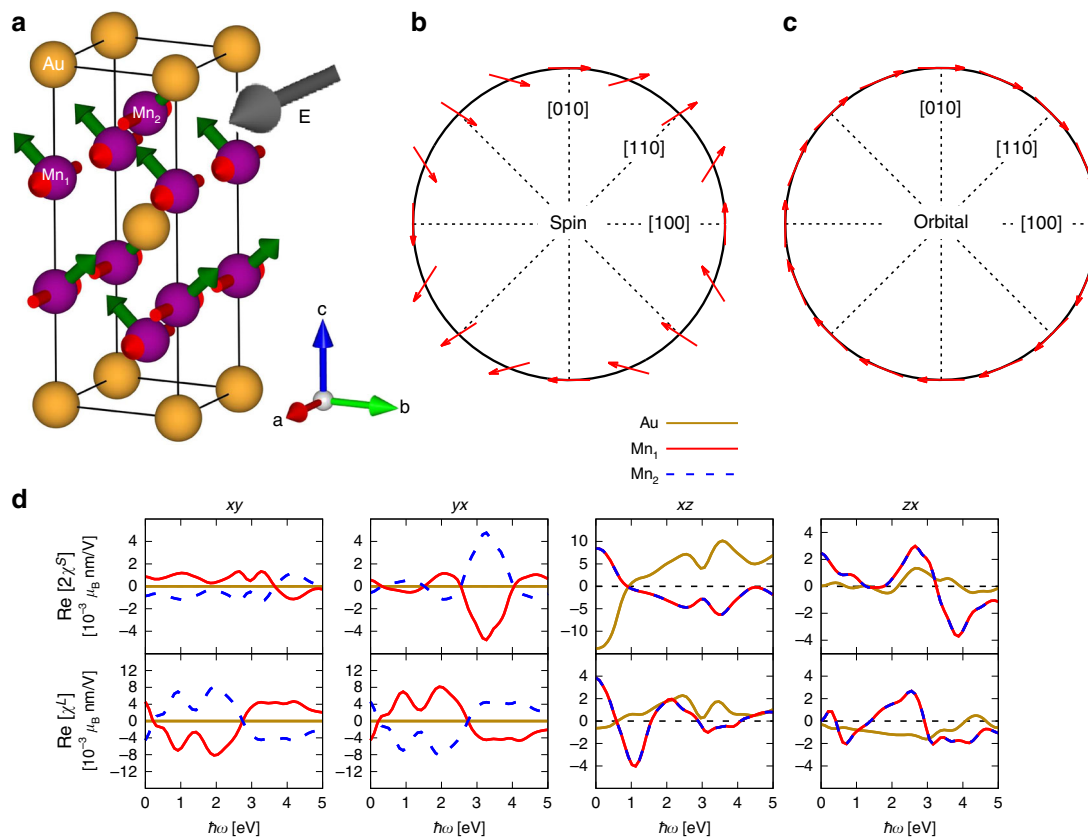 a
Au
Mn2
E
Mn1
c
a
b
b
[010]
[110]
Spin
[100]
c
[010]
[110]
Orbital
[100]
Au
Mn₁
Mn₂
d
xy
yx
xz
zx
Re [2χ^S]
[10⁻³ μ_B nm/V]
4
2
0
−2
−4
4
2
0
−2
−4
10
5
0
−5
−10
4
2
0
−2
−4
Re [χ^L]
[10⁻³ μ_B nm/V]
12
8
4
0
−4
−8
−12
12
8
4
0
−4
−8
−12
4
2
0
−2
−4
4
2
0
−2
−4
0 1 2 3 4 5
0 1 2 3 4 5
0 1 2 3 4 5
0 1 2 3 4 5
ℏω [eV]
ℏω [eV]
ℏω [eV]
ℏω [eV]